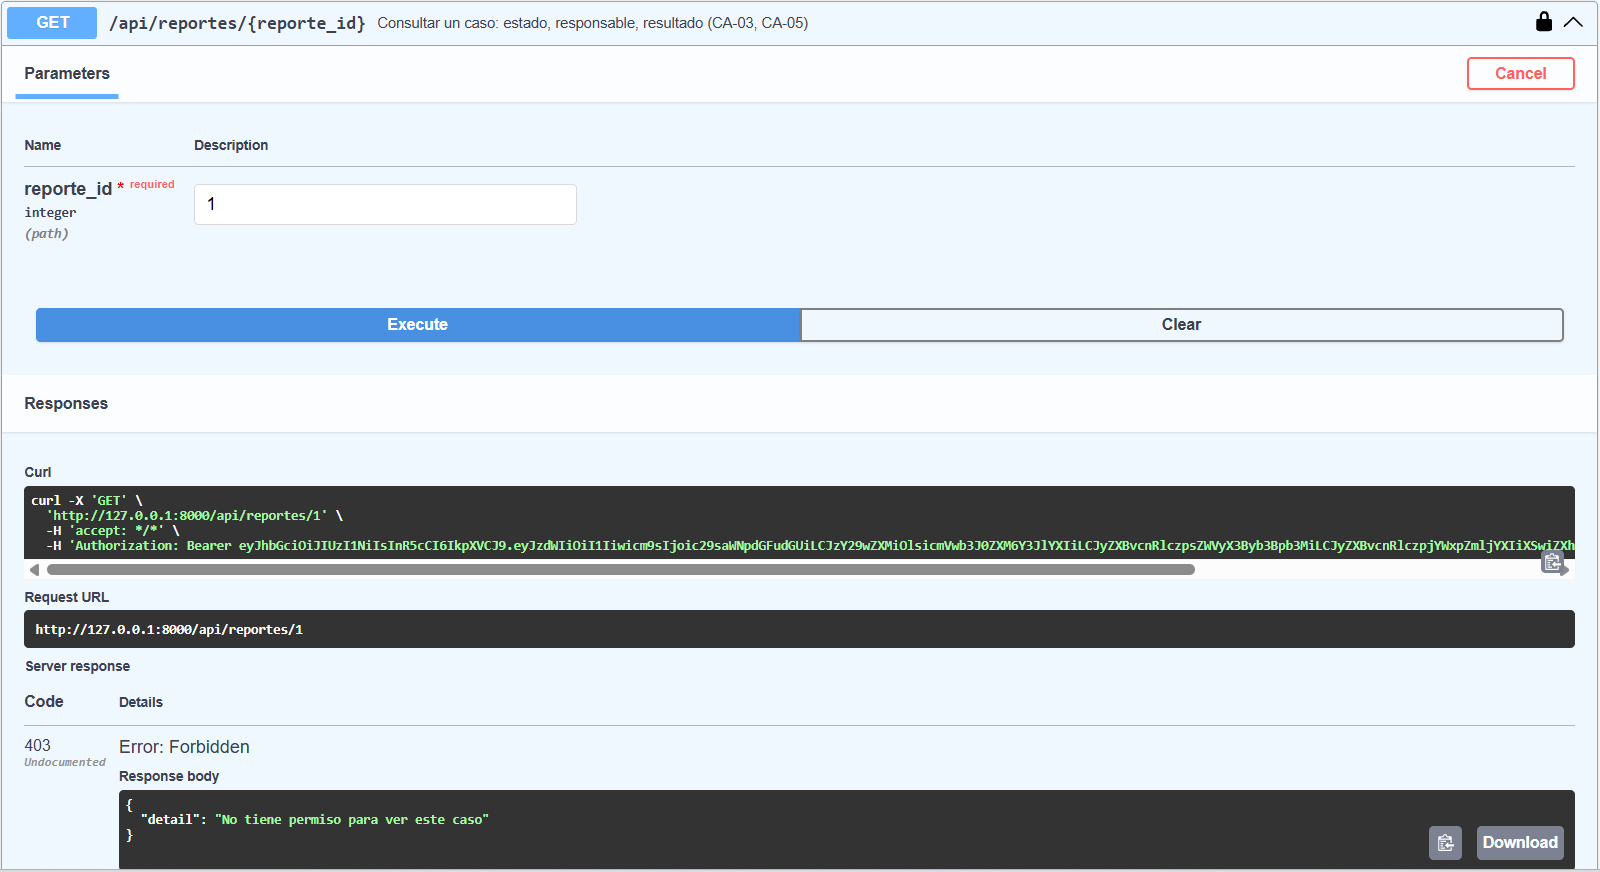 GET /api/reportes/{reporte_id} Consultar un caso: estado, responsable, resultado (CA-03, CA-05)
Parameters
Cancel
Name Description
reporte_id * required
integer
(path)
1
Execute Clear
Responses
Curl
curl -X 'GET' \
'http://127.0.0.1:8000/api/reportes/1' \
-H 'accept: */*' \
-H 'Authorization: Bearer eyJhbGciOiJIUzI1NiIsInR5cCI6IkpXVCJ9.eyJzdWIiOiI1Iiwicm9sIjoic29saWNpdGFudGUiLCJzY29wZXMiOlsicmVwb3J0ZXM6Y3JlYXIiLCJyZXBvcnRlczpsZWVyX3Byb3Bpb3MiLCJyZXBvcnRlczpjYWxpZmljYXIiXSwiZXh
Request URL
http://127.0.0.1:8000/api/reportes/1
Server response
Code Details
403 Error: Forbidden
Undocumented
Response body
{
"detail": "No tiene permiso para ver este caso"
}
Download